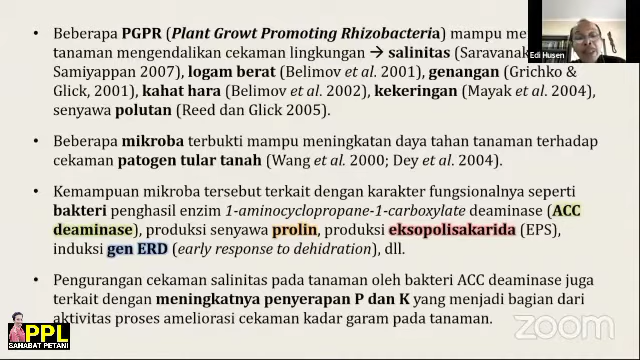 Beberapa PGPR (Plant Growt Promoting Rhizobacteria) mampu me
tanaman mengendalikan cekaman lingkungan → salinitas (Saravanak
Samiyappan 2007), logam berat (Belimov et al. 2001), genangan (Grichko &
Glick, 2001), kahat hara (Belimov et al. 2002), kekeringan (Mayak et al. 2004),
senyawa polutan (Reed dan Glick 2005).
Beberapa mikroba terbukti mampu meningkatan daya tahan tanaman terhadap
cekaman patogen tular tanah (Wang et al. 2000; Dey et al. 2004).
Kemampuan mikroba tersebut terkait dengan karakter fungsionalnya seperti
bakteri penghasil enzim 1-aminocyclopropane-1-carboxylate deaminase (ACC
deaminase), produksi senyawa prolin, produksi eksopolisakarida (EPS),
induksi gen ERD (early response to dehidration), dll.
Pengurangan cekaman salinitas pada tanaman oleh bakteri ACC deaminase juga
terkait dengan meningkatnya penyerapan P dan K yang menjadi bagian dari
aktivitas proses ameliorasi cekaman kadar garam pada tanaman.
Edi Husen
PPL
SAHABAT PETANI
zoom